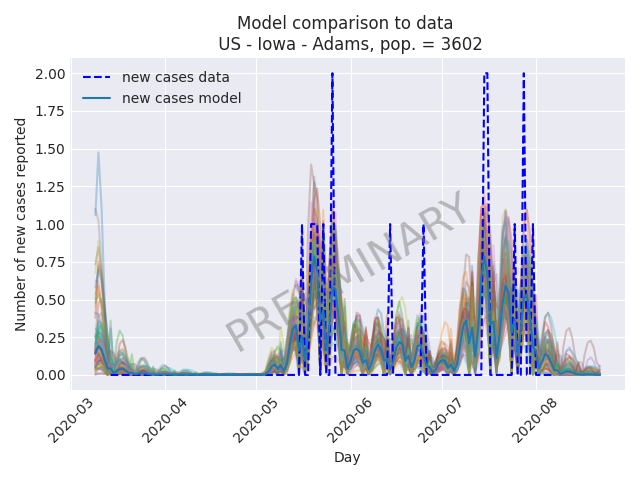 Model comparison to data
US - Iowa - Adams, pop. = 3602
2.00
1.75
1.50
1.25
1.00
0.75
0.50
0.25
0.00
Number of new cases reported
new cases data
new cases model
PRELIMINARY
2020-03
2020-04
2020-05
2020-06
2020-07
2020-08
Day